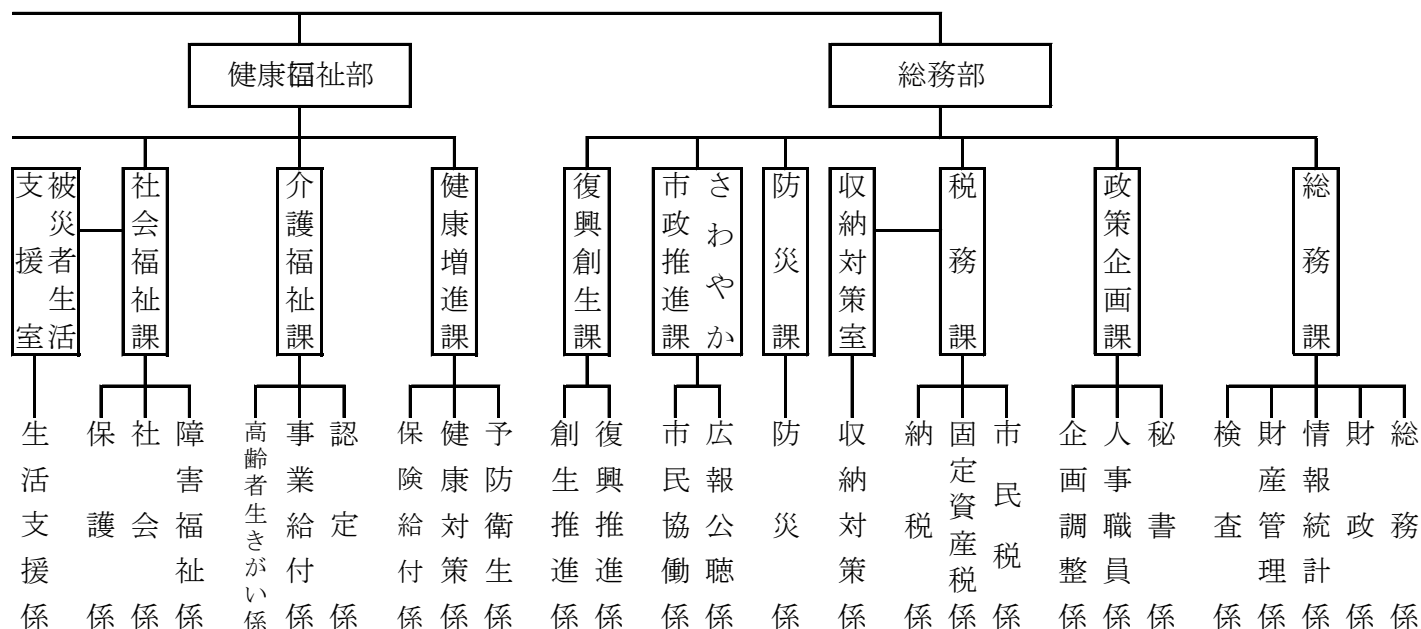 総務部
健康福祉部
総務課
政策企画課
税務課
収納対策室
防災課
さわやか
市政推進課
復興創生課
健康増進課
介護福祉課
社会福祉課
被災者生活
支援室
総務係
財政係
情報統計係
財産管理係
検査係
秘書係
人事職員係
企画調整係
市民税係
固定資産税係
納税係
収納対策係
防災係
広報公聴係
市民協働係
復興推進係
創生推進係
予防衛生係
健康対策係
保険給付係
認定係
事業給付係
高齢者生きがい係
障害福祉係
社会係
保護係
生活支援係